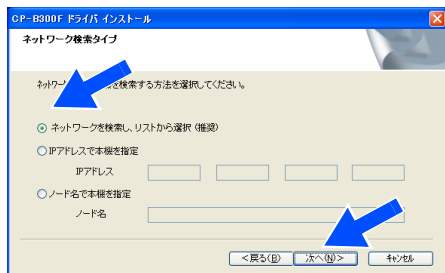 CP-B300F ドライバ インストール
ネットワーク検索タイプ
を検索する方法を選択してください。
ネットワークを検索し、リストから選択 (推奨)
IPアドレスで本機を指定
IPアドレス
ノード名で本機を指定
ノード名
<戻る(B)
次へ(N)>
キャンセル